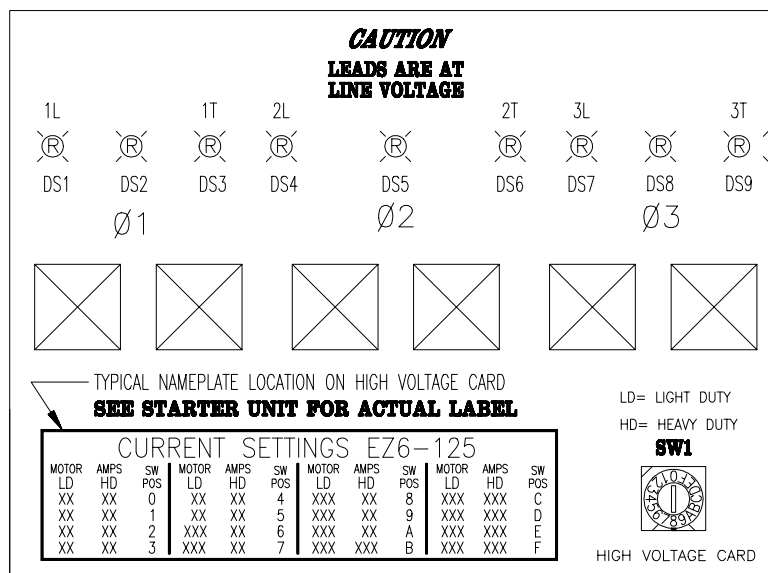 CAUTION
LEADS ARE AT
LINE VOLTAGE
1L 1T 2L 2T 3L 3T
R R R R R R R R R
DS1 DS2 DS3 DS4 DS5 DS6 DS7 DS8 DS9
Ø1 Ø2 Ø3
TYPICAL NAMEPLATE LOCATION ON HIGH VOLTAGE CARD
SEE STARTER UNIT FOR ACTUAL LABEL
CURRENT SETTINGS EZ6-125
MOTOR AMPS SW MOTOR AMPS SW MOTOR AMPS SW MOTOR AMPS SW
LD HD POS LD HD POS LD HD POS LD HD POS
XX XX 0 XX XX 4 XXX XX 8 XXX XXX C
XX XX 1 XX XX 5 XXX XX 9 XXX XXX D
XX XX 2 XXX XX 6 XXX XX A XXX XXX E
XX XX 3 XXX XX 7 XXX XXX B XXX XXX F
LD= LIGHT DUTY
HD= HEAVY DUTY
SW1
0123456789ABCDEF
HIGH VOLTAGE CARD